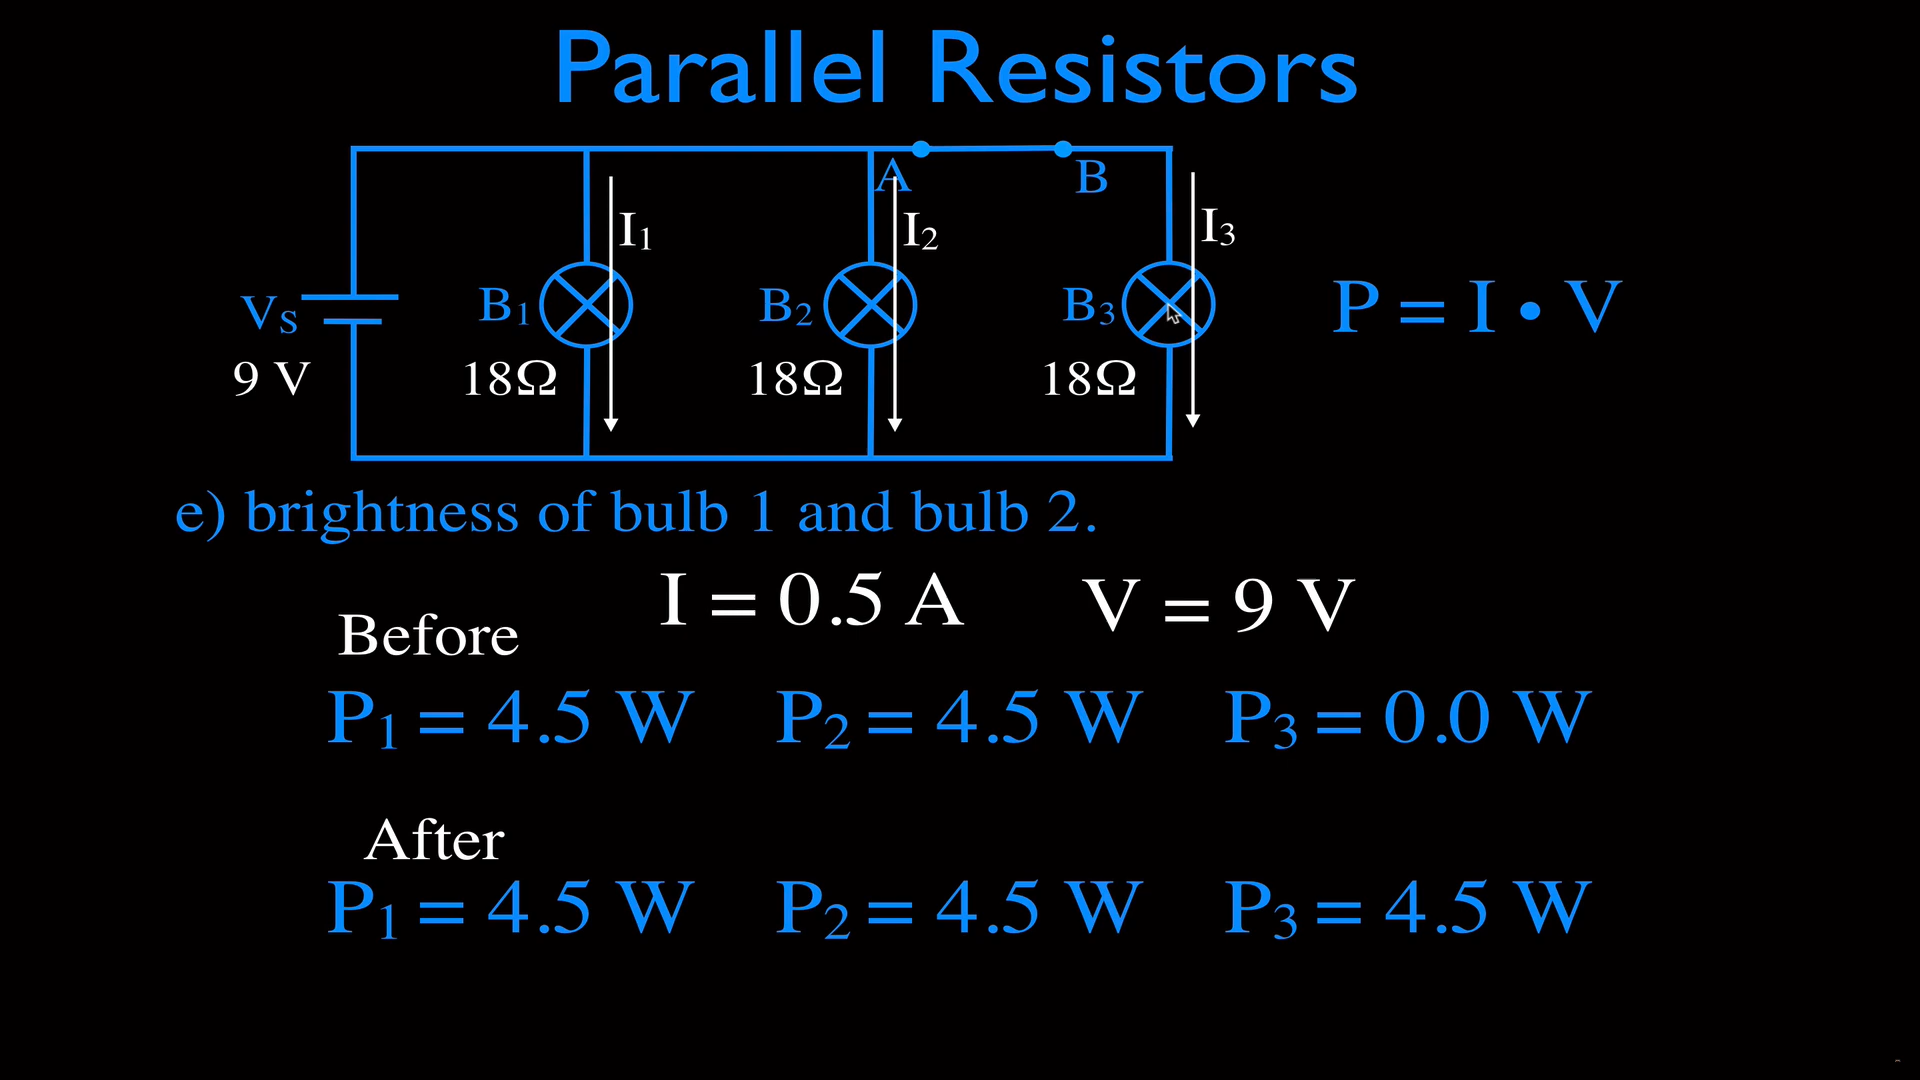 Parallel Resistors
A B
I1 I2 I3
VS B1 B2 B3 P = I • V
9 V 18Ω 18Ω 18Ω
e) brightness of bulb 1 and bulb 2.
I = 0.5 A V = 9 V
Before
P1 = 4.5 W P2 = 4.5 W P3 = 0.0 W
After
P1 = 4.5 W P2 = 4.5 W P3 = 4.5 W